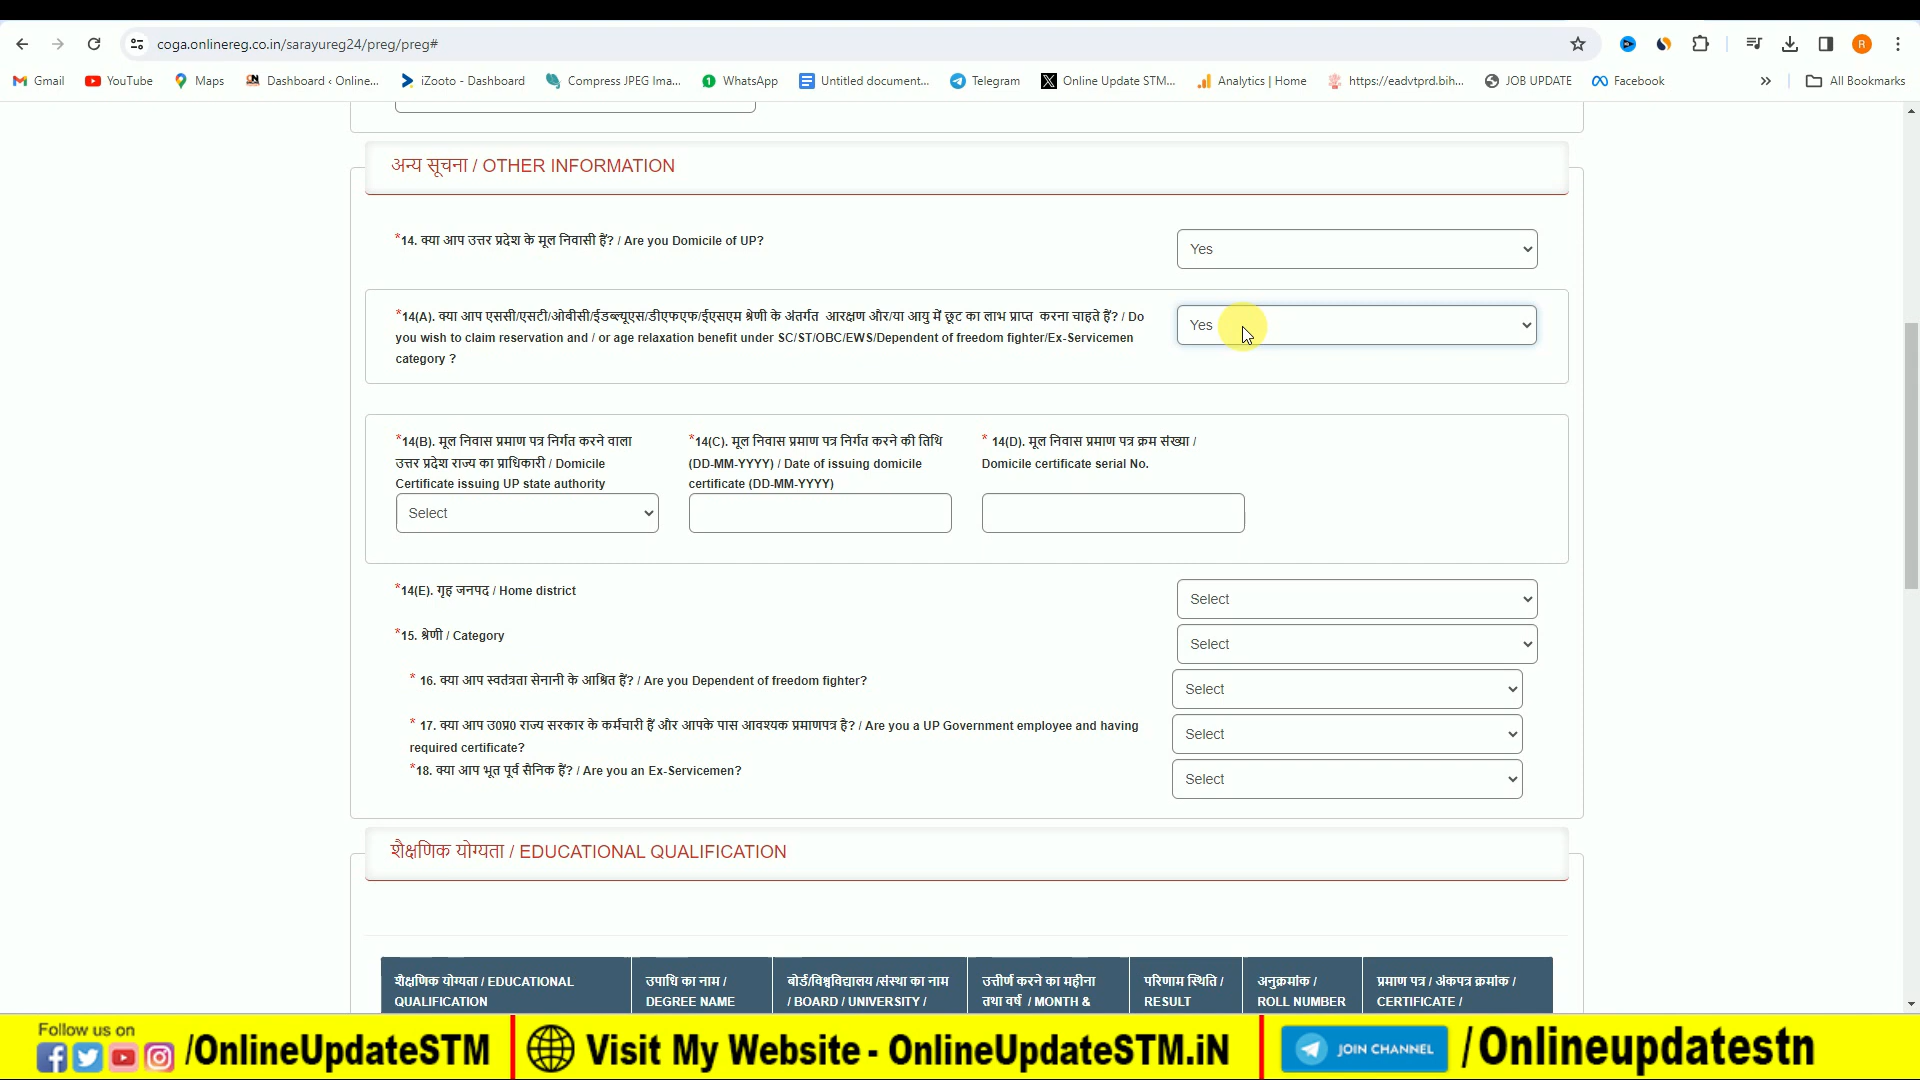 coga.onlinereg.co.in/sarayureg24/preg/preg#
R
Gmail YouTube Maps Dashboard ‹ Online... iZooto - Dashboard Compress JPEG Ima... WhatsApp Untitled document... Telegram Online Update STM... Analytics | Home https://eadvtprd.bih... JOB UPDATE Facebook » All Bookmarks
अन्य सूचना / OTHER INFORMATION
*14. क्या आप उत्तर प्रदेश के मूल निवासी हैं? / Are you Domicile of UP?
Yes
*14(A). क्या आप एससी/एसटी/ओबीसी/ईडब्ल्यूएस/डीएफएफ/ईएसएम श्रेणी के अंतर्गत आरक्षण और/या आयु में छूट का लाभ प्राप्त करना चाहते हैं? / Do
you wish to claim reservation and / or age relaxation benefit under SC/ST/OBC/EWS/Dependent of freedom fighter/Ex-Servicemen
category ?
Yes
*14(B). मूल निवास प्रमाण पत्र निर्गत करने वाला
उत्तर प्रदेश राज्य का प्राधिकारी / Domicile
Certificate issuing UP state authority
Select
*14(C). मूल निवास प्रमाण पत्र निर्गत करने की तिथि
(DD-MM-YYYY) / Date of issuing domicile
certificate (DD-MM-YYYY)
* 14(D). मूल निवास प्रमाण पत्र क्रम संख्या /
Domicile certificate serial No.
*14(E). गृह जनपद / Home district
Select
*15. श्रेणी / Category
Select
* 16. क्या आप स्वतंत्रता सेनानी के आश्रित हैं? / Are you Dependent of freedom fighter?
Select
* 17. क्या आप उ0प्र0 राज्य सरकार के कर्मचारी हैं और आपके पास आवश्यक प्रमाणपत्र है? / Are you a UP Government employee and having
required certificate?
Select
*18. क्या आप भूत पूर्व सैनिक हैं? / Are you an Ex-Servicemen?
Select
शैक्षणिक योग्यता / EDUCATIONAL QUALIFICATION
शैक्षणिक योग्यता / EDUCATIONAL
QUALIFICATION
उपाधि का नाम /
DEGREE NAME
बोर्ड/विश्वविद्यालय /संस्था का नाम
/ BOARD / UNIVERSITY /
उत्तीर्ण करने का महीना
तथा वर्ष / MONTH &
परिणाम स्थिति /
RESULT
अनुक्रमांक /
ROLL NUMBER
प्रमाण पत्र / अंकपत्र क्रमांक /
CERTIFICATE /
Follow us on
/OnlineUpdateSTM
Visit My Website - OnlineUpdateSTM.iN
JOIN CHANNEL
/Onlineupdatestn